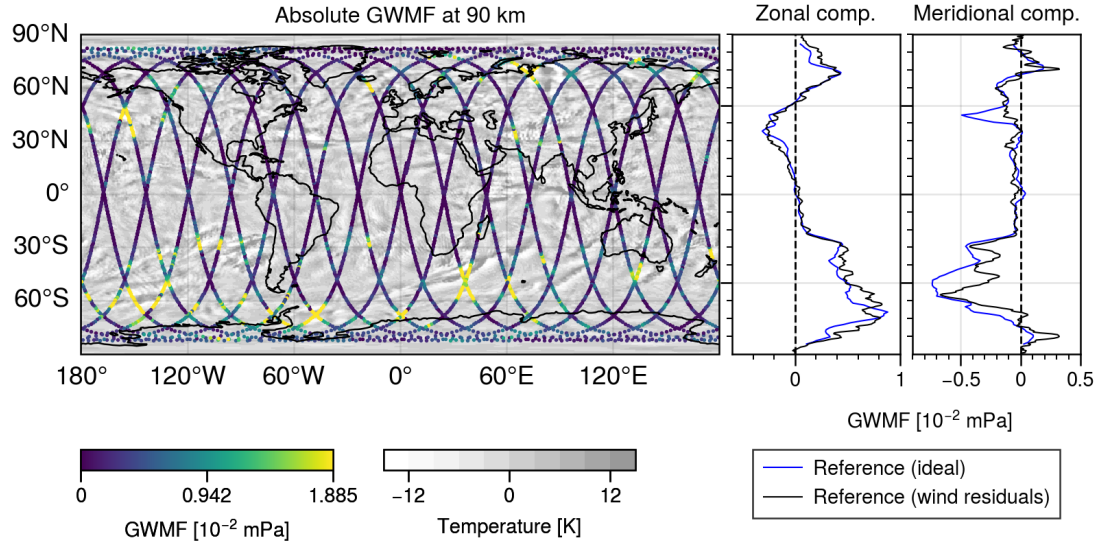 Absolute GWMF at 90 km
Zonal comp.
Meridional comp.
90°N
60°N
30°N
0°
30°S
60°S
180° 120°W 60°W 0° 60°E 120°E
0 1
−0.5 0 0.5
GWMF [10⁻² mPa]
0 0.942 1.885
GWMF [10⁻² mPa]
−12 0 12
Temperature [K]
Reference (ideal)
Reference (wind residuals)